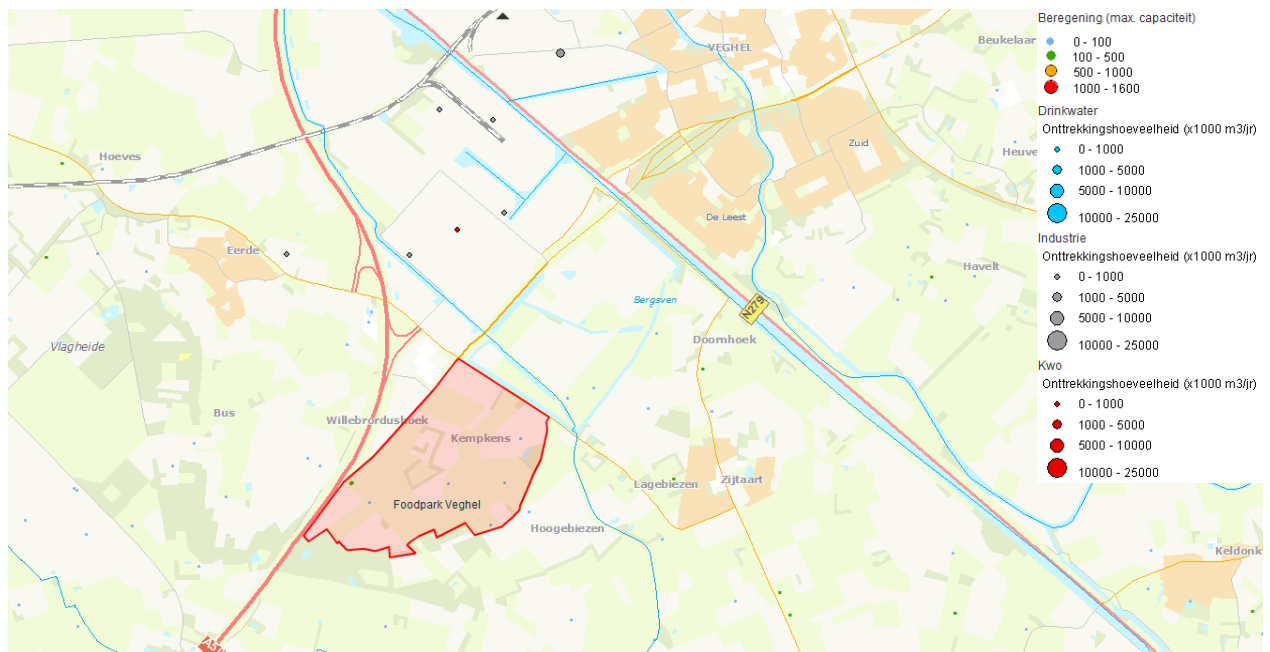 VEGHEL
Beukelaar
Hoeves
Zuid
Heuve
De Leest
Eerde
Havelt
Bergsven
N279
Doornhoek
Vlagheide
Bus
Willebrordushoek
Kempkens
Lagebiezen
Zijtaart
Foodpark Veghel
Hoogebiezen
Keldonk
Beregening (max. capaciteit)
0 - 100
100 - 500
500 - 1000
1000 - 1600
Drinkwater
Onttrekkingshoeveelheid (x1000 m3/jr)
0 - 1000
1000 - 5000
5000 - 10000
10000 - 25000
Industrie
Onttrekkingshoeveelheid (x1000 m3/jr)
0 - 1000
1000 - 5000
5000 - 10000
10000 - 25000
Kwo
Onttrekkingshoeveelheid (x1000 m3/jr)
0 - 1000
1000 - 5000
5000 - 10000
10000 - 25000